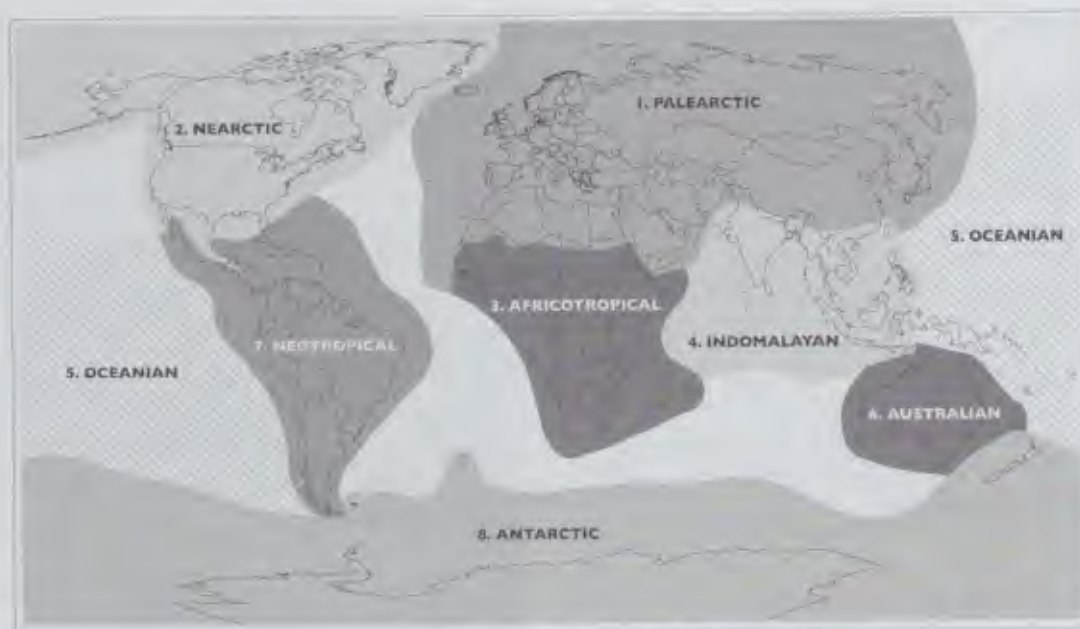 1. PALEARCTIC
2. NEARCTIC
5. OCEANIAN
3. AFRICOTROPICAL
4. INDOMALAYAN
7. NEOTROPICAL
5. OCEANIAN
6. AUSTRALIAN
8. ANTARCTIC